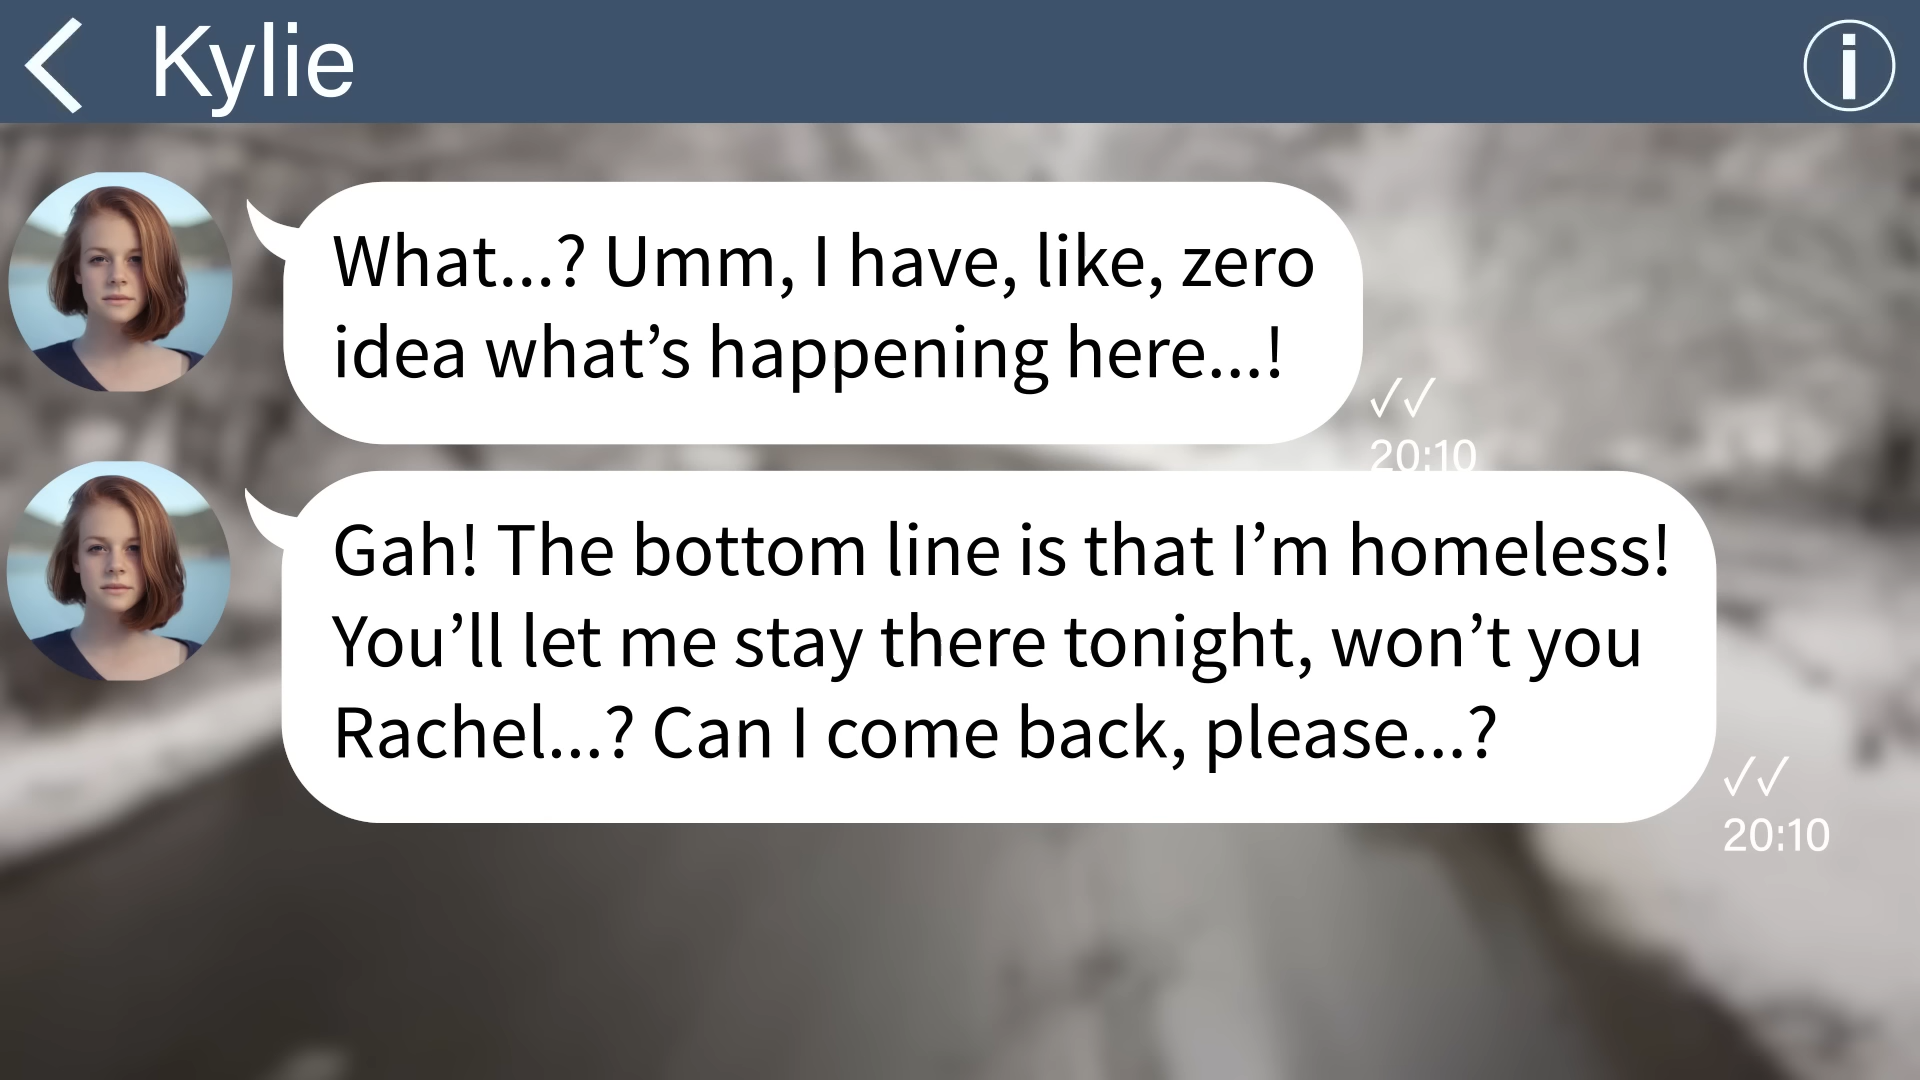 Kylie
What...? Umm, I have, like, zero
idea what’s happening here...!
20:10
Gah! The bottom line is that I’m homeless!
You’ll let me stay there tonight, won’t you
Rachel...? Can I come back, please...?
20:10